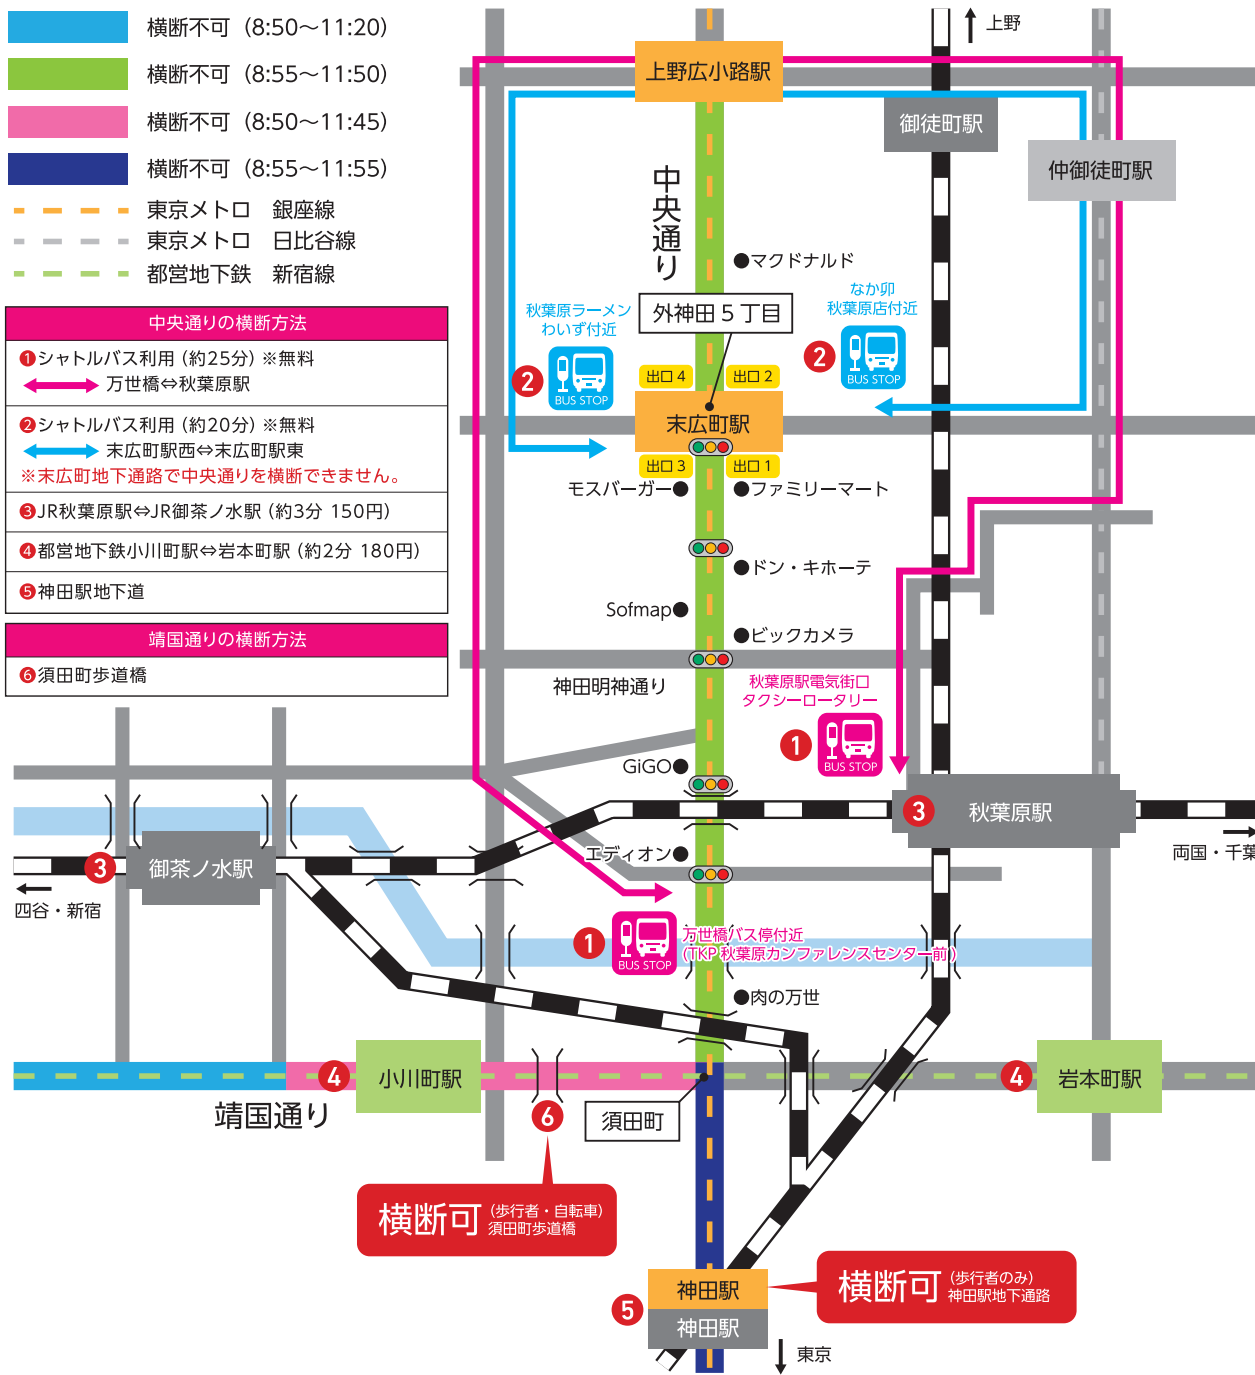 横断不可（8:50～11:20）
横断不可（8:55～11:50）
横断不可（8:50～11:45）
横断不可（8:55～11:55）
東京メトロ　銀座線
東京メトロ　日比谷線
都営地下鉄　新宿線
中央通りの横断方法
1シャトルバス利用（約25分）※無料
万世橋⇔秋葉原駅
2シャトルバス利用（約20分）※無料
末広町駅西⇔末広町駅東
※末広町地下通路で中央通りを横断できません。
3JR秋葉原駅⇔JR御茶ノ水駅（約3分 150円）
4都営地下鉄小川町駅⇔岩本町駅（約2分 180円）
5神田駅地下道
靖国通りの横断方法
6須田町歩道橋
上野
上野広小路駅
御徒町駅
仲御徒町駅
中央通り
●マクドナルド
秋葉原ラーメン
わいず付近
2
BUS STOP
外神田５丁目
なか卯
秋葉原店付近
2
BUS STOP
出口 4
出口 2
末広町駅
出口 3
出口 1
モスバーガー●
●ファミリーマート
●ドン・キホーテ
Sofmap●
●ビックカメラ
神田明神通り
秋葉原駅電気街口
タクシーロータリー
1
BUS STOP
GiGO●
3
秋葉原駅
両国・千葉
エディオン●
3
御茶ノ水駅
四谷・新宿
1
BUS STOP
万世橋バス停付近
(TKP 秋葉原カンファレンスセンター前)
●肉の万世
4
小川町駅
4
岩本町駅
靖国通り
6
須田町
横断可
（歩行者・自転車）
須田町歩道橋
神田駅
5
神田駅
横断可
（歩行者のみ）
神田駅地下通路
東京